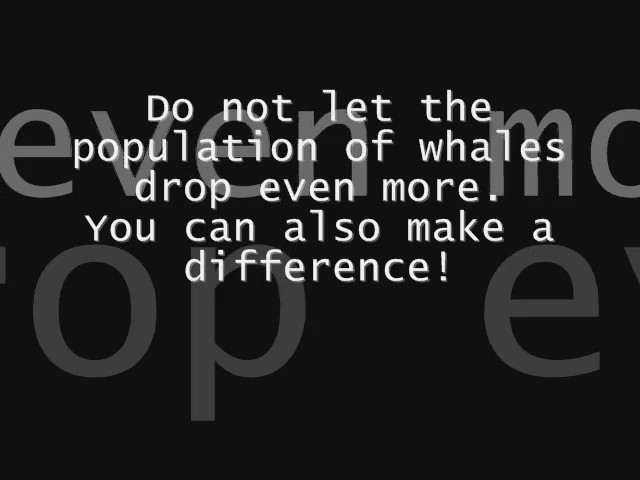 Do not let the
population of whales
drop even more.
You can also make a
difference!
even mo
rop ev